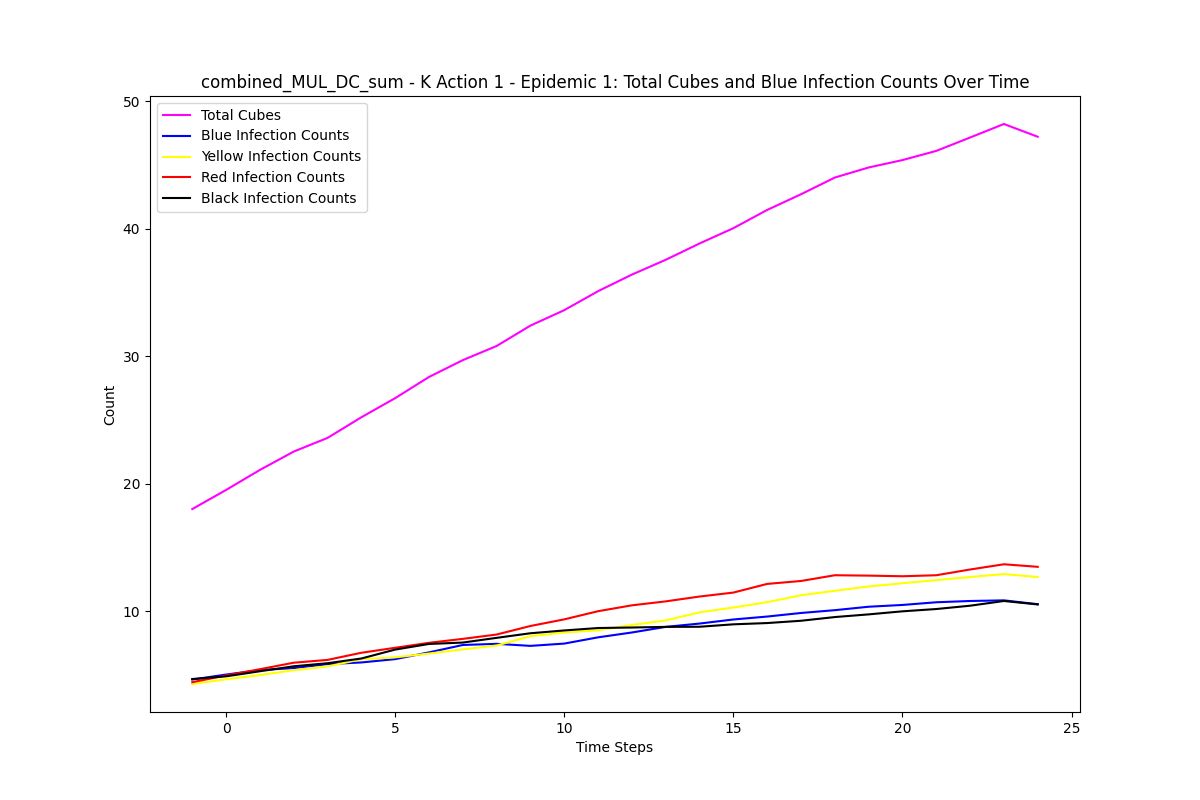 combined_MUL_DC_sum - K Action 1 - Epidemic 1: Total Cubes and Blue Infection Counts Over Time
50
40
30
20
10
Count
Total Cubes
Blue Infection Counts
Yellow Infection Counts
Red Infection Counts
Black Infection Counts
0 5 10 15 20 25
Time Steps